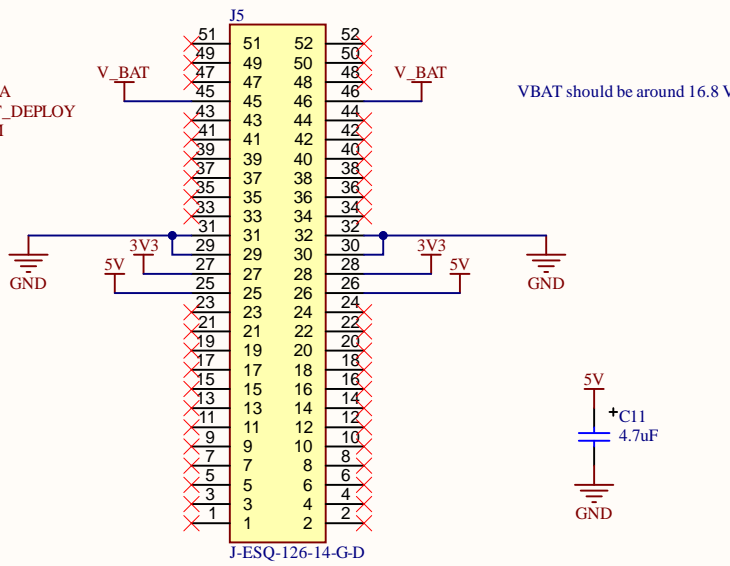 J5
51 51 52 52
49 49 50 50
47 47 48 48
V_BAT V_BAT
45 45 46 46
VBAT should be around 16.8 V
A
_DEPLOY
43 43 44 44
41 41 42 42
39 39 40 40
37 37 38 38
35 35 36 36
33 33 34 34
31 31 32 32
29 29 30 30
3V3 3V3
27 27 28 28
GND GND
5V 5V
25 25 26 26
23 23 24 24
21 21 22 22
19 19 20 20
17 17 18 18
15 15 16 16
13 13 14 14
11 11 12 12
9 9 10 10
7 7 8 8
5 5 6 6
3 3 4 4
1 1 2 2
J-ESQ-126-14-G-D
5V
+
C11
4.7uF
GND